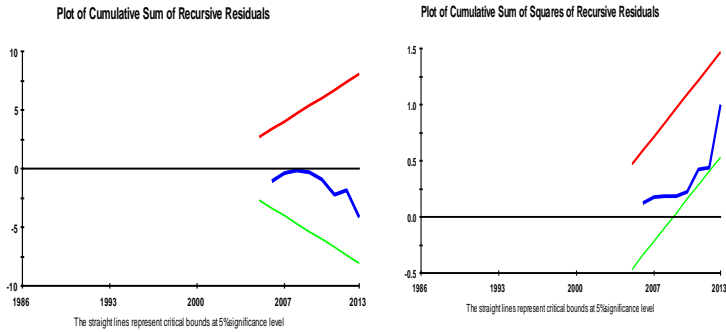 Plot of Cumulative Sum of Recursive Residuals
10
5
0
-5
-10
1986 1993 2000 2007 2013
The straight lines represent critical bounds at 5% significance level
Plot of Cumulative Sum of Squares of Recursive Residuals
1.5
1.0
0.5
0.0
-0.5
1986 1993 2000 2007 2013
The straight lines represent critical bounds at 5% significance level